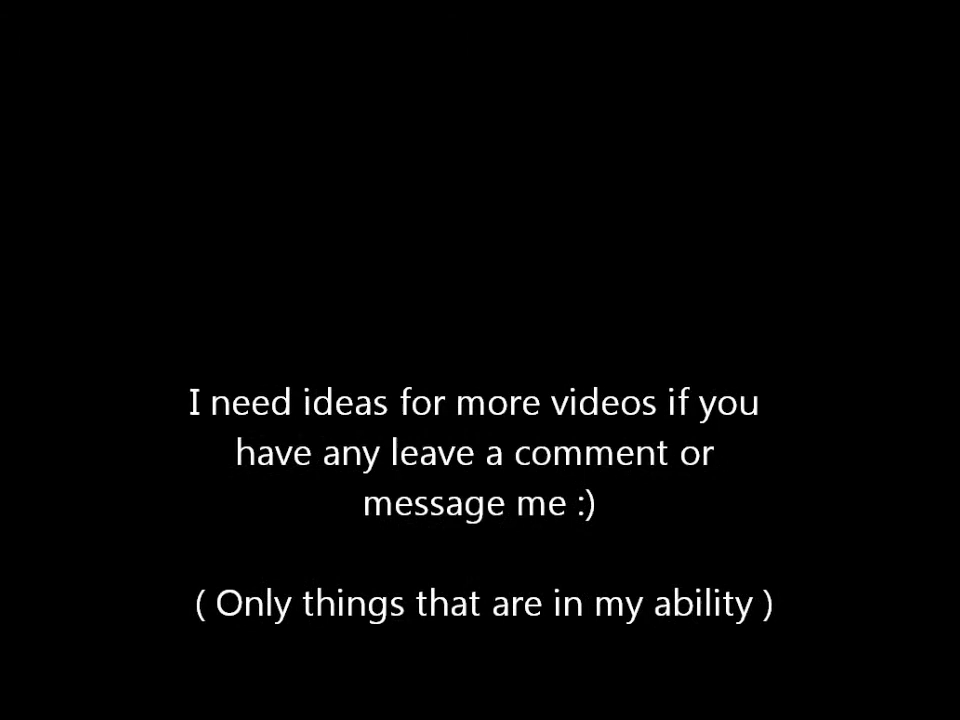 I need ideas for more videos if you
have any leave a comment or
message me :)
( Only things that are in my ability )